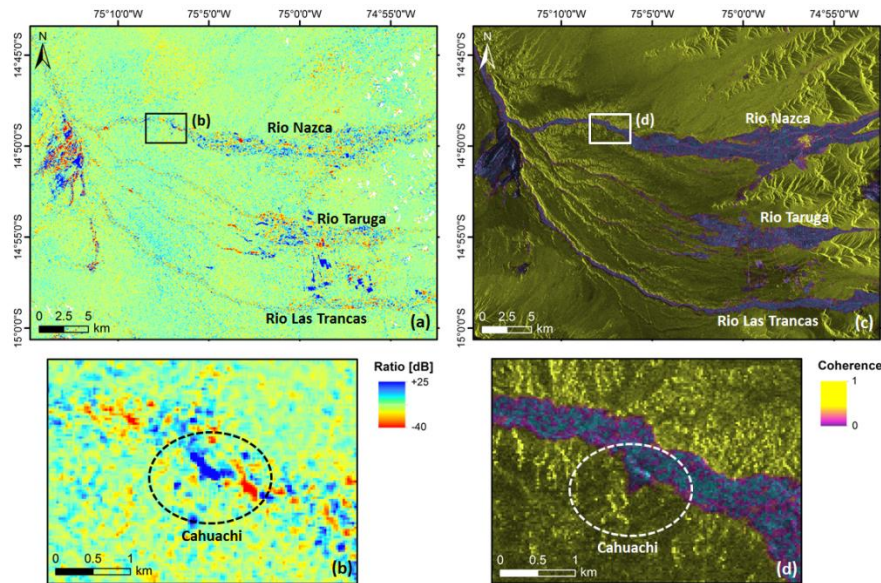 75°10'0"W 75°5'0"W 75°0'0"W 74°55'0"W
75°10'0"W 75°5'0"W 75°0'0"W 74°55'0"W
14°45'0"S
14°50'0"S
14°55'0"S
15°0'0"S
N
(b)
Rio Nazca
Rio Taruga
Rio Las Trancas
0 2.5 5
km
(a)
14°45'0"S
14°50'0"S
14°55'0"S
15°0'0"S
N
(d)
Rio Nazca
Rio Taruga
Rio Las Trancas
0 2.5 5
km
(c)
Cahuachi
0 0.5 1
km
(b)
Ratio [dB]
+25
-40
Cahuachi
0 0.5 1
km
(d)
Coherence
1
0